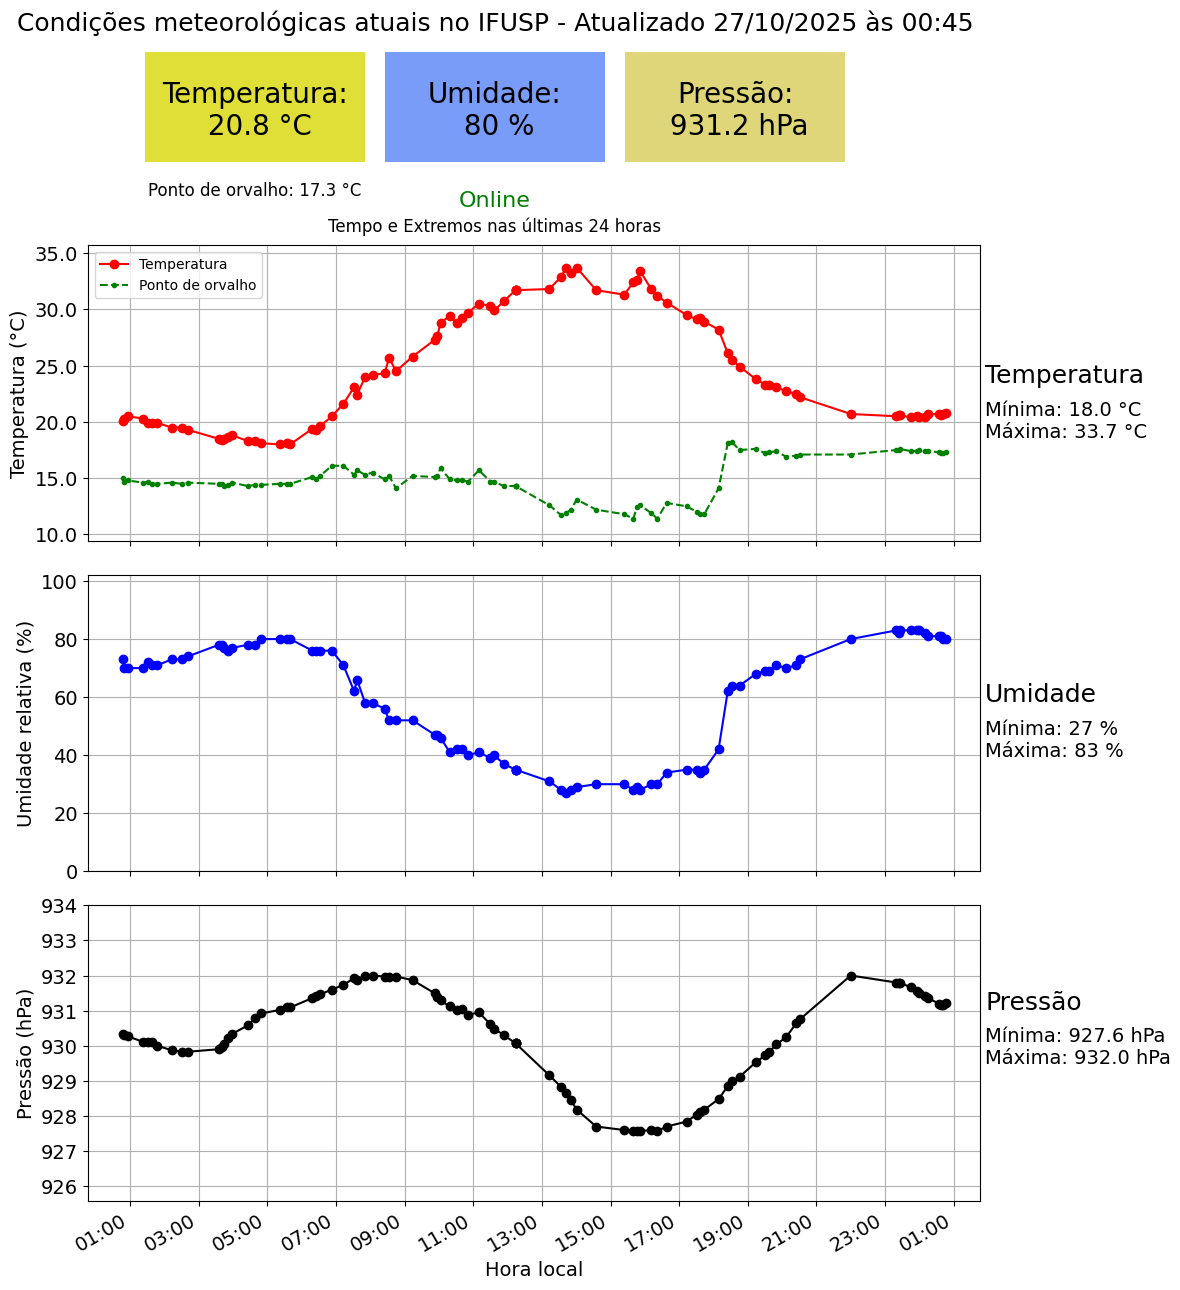 Condições meteorológicas atuais no IFUSP - Atualizado 27/10/2025 às 00:45
Temperatura:
20.8 °C
Umidade:
80 %
Pressão:
931.2 hPa
Ponto de orvalho: 17.3 °C
Online
Tempo e Extremos nas últimas 24 horas
Temperatura (°C)
35.0
30.0
25.0
20.0
15.0
10.0
Temperatura
Ponto de orvalho
Temperatura
Mínima: 18.0 °C
Máxima: 33.7 °C
Umidade relativa (%)
100
80
60
40
20
0
Umidade
Mínima: 27 %
Máxima: 83 %
Pressão (hPa)
934
933
932
931
930
929
928
927
926
Pressão
Mínima: 927.6 hPa
Máxima: 932.0 hPa
01:00 03:00 05:00 07:00 09:00 11:00 13:00 15:00 17:00 19:00 21:00 23:00 01:00
Hora local